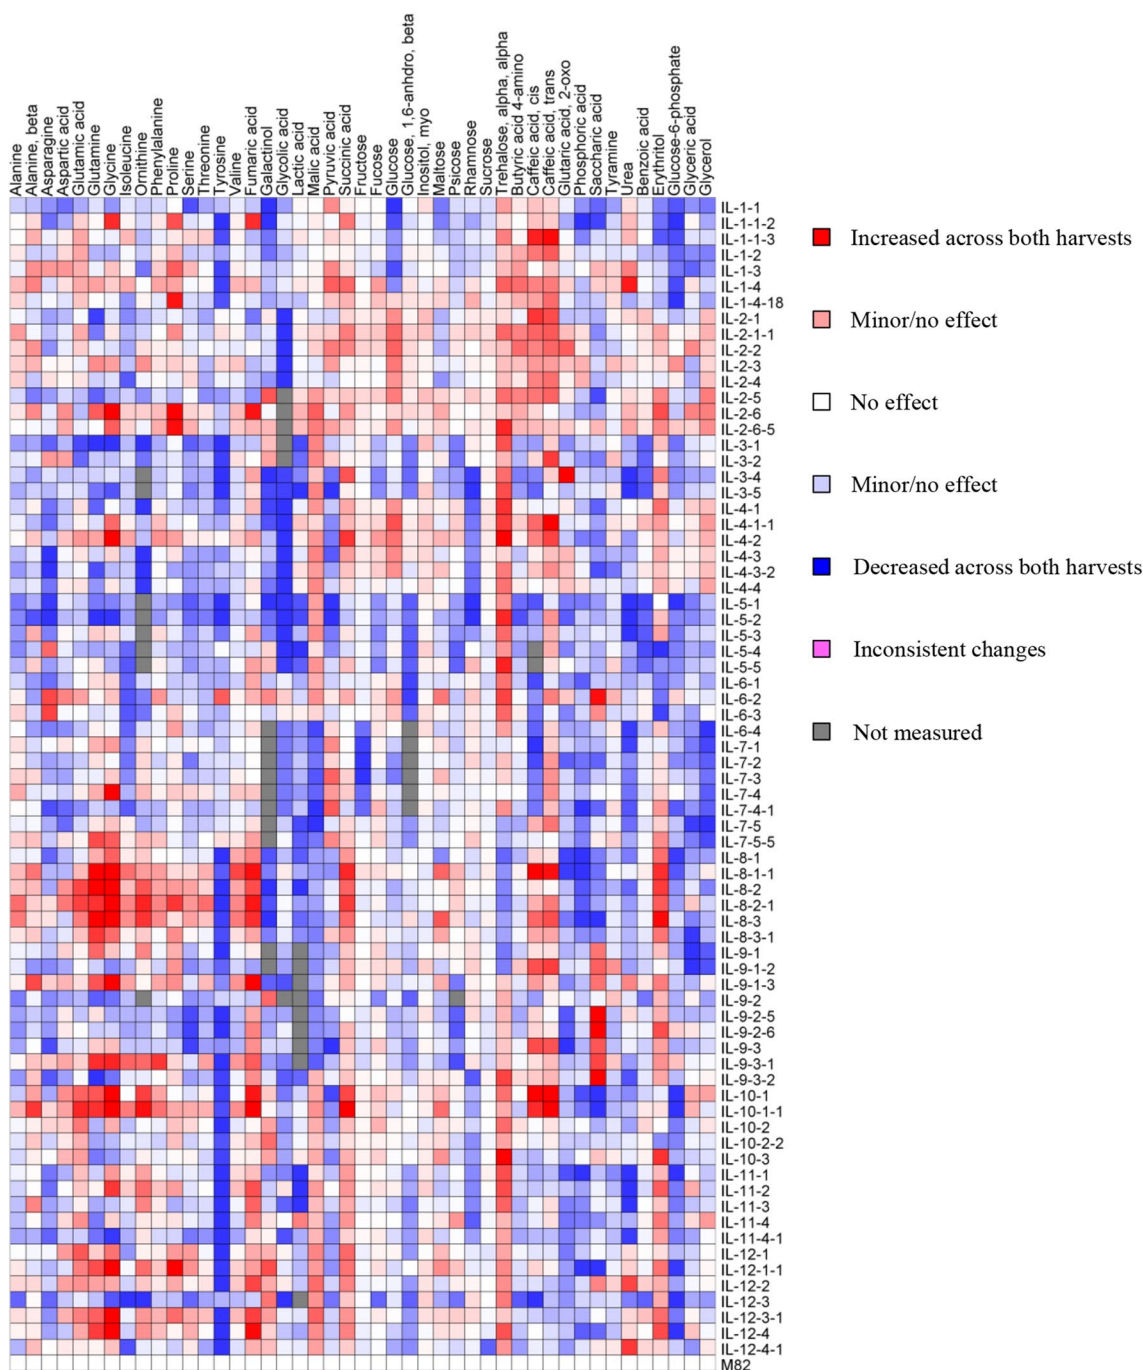 Alanine
Alanine, beta
Asparagine
Aspartic acid
Glutamic acid
Glutamine
Glycine
Isoleucine
Ornithine
Phenylalanine
Proline
Serine
Threonine
Tyrosine
Valine
Fumaric acid
Galactinol
Glycolic acid
Lactic acid
Malic acid
Pyruvic acid
Succinic acid
Fructose
Fucose
Glucose
Glucose, 1,6-anhdro, beta
Inositol, myo
Maltose
Psicose
Rhamnose
Sucrose
Trehalose, alpha, alpha
Butyric acid 4-amino
Caffeic acid, cis
Caffeic acid, trans
Glutaric acid, 2-oxo
Phosphoric acid
Saccharic acid
Tyramine
Urea
Benzoic acid
Erythritol
Glucose-6-phosphate
Glyceric acid
Glycerol
IL-1-1
IL-1-1-2
IL-1-1-3
IL-1-2
IL-1-3
IL-1-4
IL-1-4-18
IL-2-1
IL-2-1-1
IL-2-2
IL-2-3
IL-2-4
IL-2-5
IL-2-6
IL-2-6-5
IL-3-1
IL-3-2
IL-3-4
IL-3-5
IL-4-1
IL-4-1-1
IL-4-2
IL-4-3
IL-4-3-2
IL-4-4
IL-5-1
IL-5-2
IL-5-3
IL-5-4
IL-5-5
IL-6-1
IL-6-2
IL-6-3
IL-6-4
IL-7-1
IL-7-2
IL-7-3
IL-7-4
IL-7-4-1
IL-7-5
IL-7-5-5
IL-8-1
IL-8-1-1
IL-8-2
IL-8-2-1
IL-8-3
IL-8-3-1
IL-9-1
IL-9-1-2
IL-9-1-3
IL-9-2
IL-9-2-5
IL-9-2-6
IL-9-3
IL-9-3-1
IL-9-3-2
IL-10-1
IL-10-1-1
IL-10-2
IL-10-2-2
IL-10-3
IL-11-1
IL-11-2
IL-11-3
IL-11-4
IL-11-4-1
IL-12-1
IL-12-1-1
IL-12-2
IL-12-3
IL-12-3-1
IL-12-4
IL-12-4-1
M82
Increased across both harvests
Minor/no effect
No effect
Minor/no effect
Decreased across both harvests
Inconsistent changes
Not measured